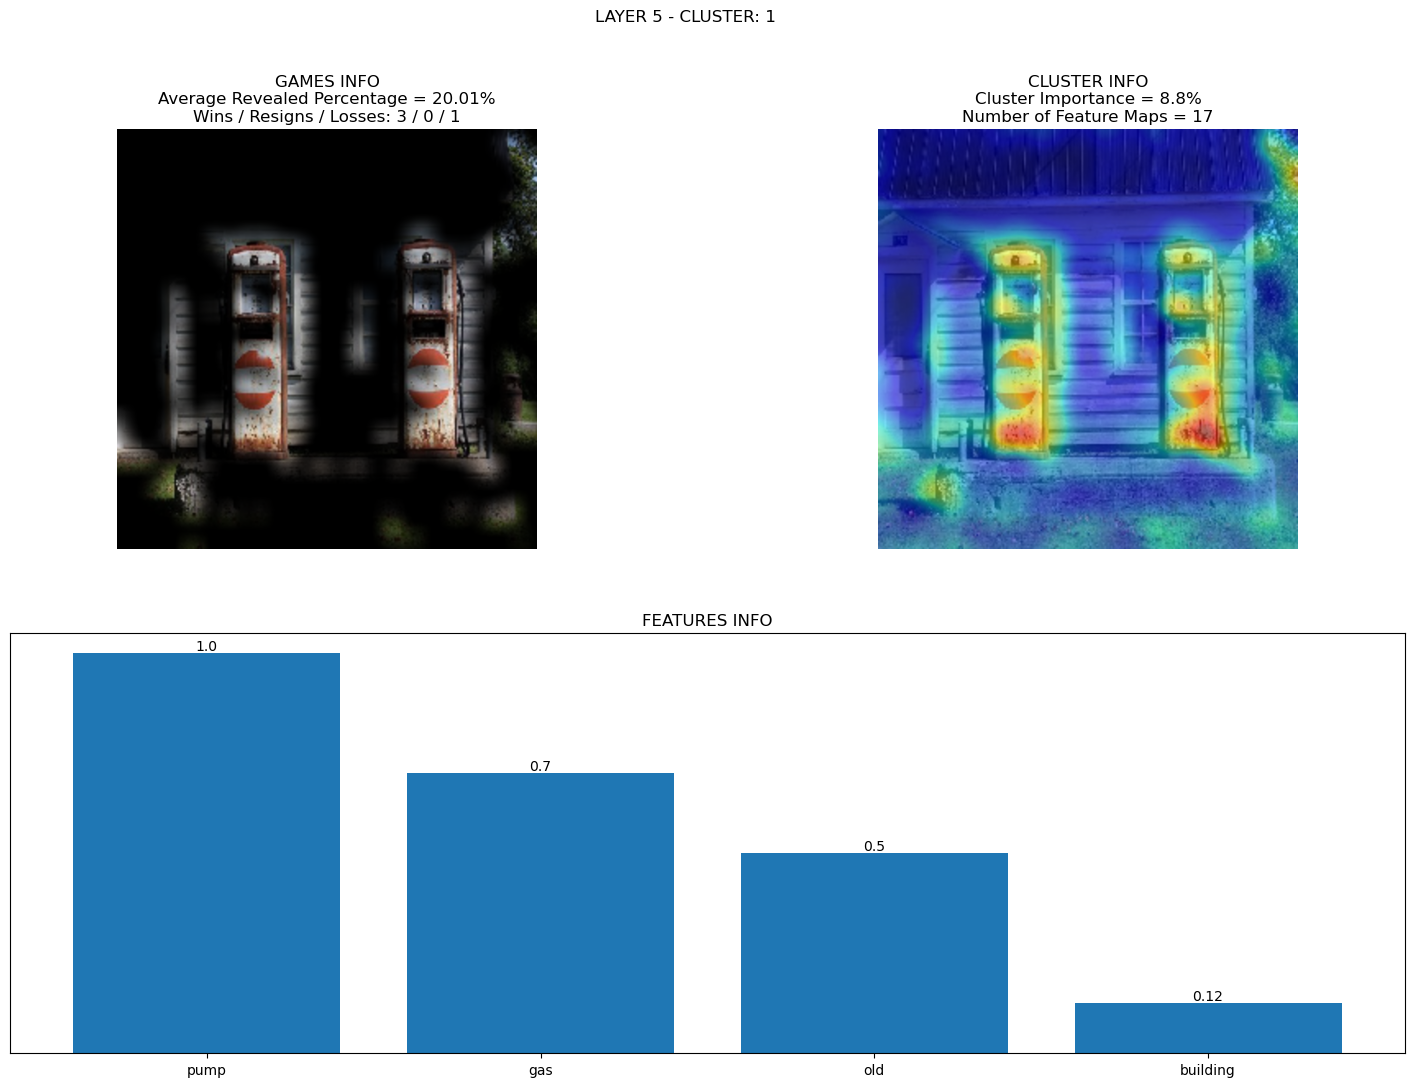 LAYER 5 - CLUSTER: 1
GAMES INFO
Average Revealed Percentage = 20.01%
Wins / Resigns / Losses: 3 / 0 / 1
CLUSTER INFO
Cluster Importance = 8.8%
Number of Feature Maps = 17
FEATURES INFO
1.0
0.7
0.5
0.12
pump
gas
old
building